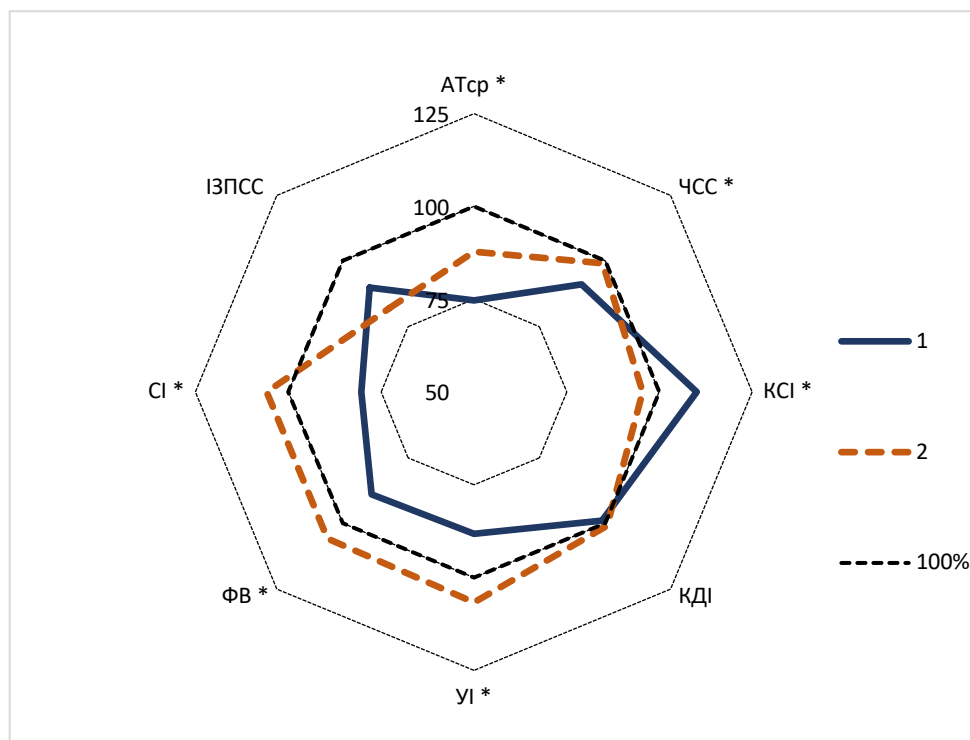 АТср *
125
ІЗПСС
ЧСС *
100
75
1
СІ *
50
КСІ *
2
100%
ФВ *
КДІ
УІ *